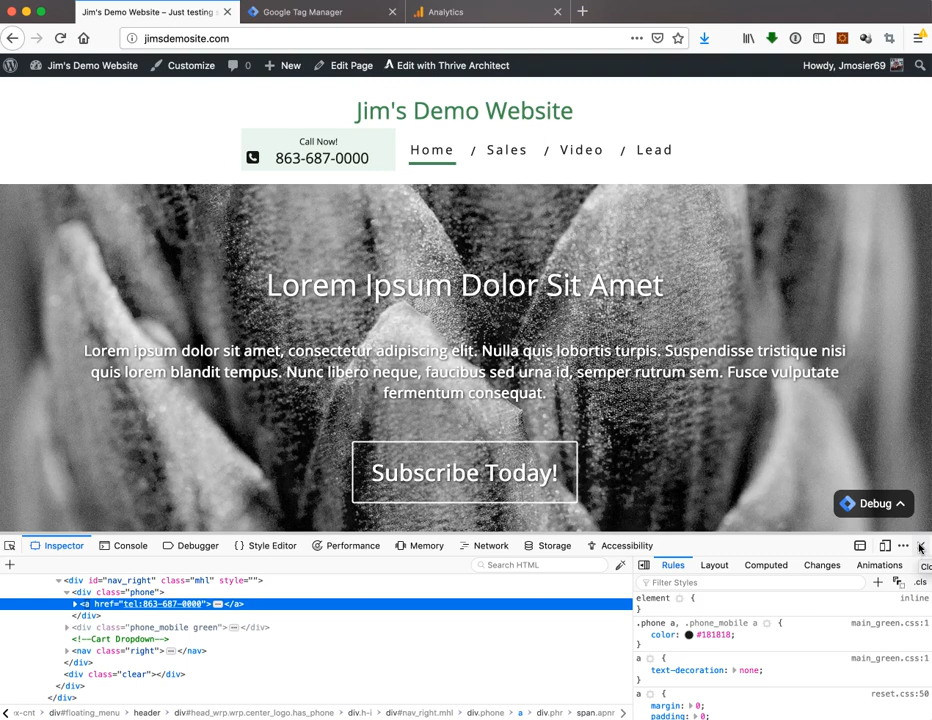 Jim's Demo Website – Just testing s
Google Tag Manager
Analytics
jimsdemosite.com
Jim's Demo Website
Customize
0
New
Edit Page
Edit with Thrive Architect
Howdy, Jmosier69
Jim's Demo Website
Call Now!
863-687-0000
Home / Sales / Video / Lead
Lorem Ipsum Dolor Sit Amet
Lorem ipsum dolor sit amet, consectetur adipiscing elit. Nulla quis lobortis turpis. Suspendisse tristique nisi
quis lorem blandit tempus. Nunc libero neque, faucibus sed urna id, semper rutrum sem. Fusce vulputate
fermentum consequat.
Subscribe Today!
Debug
Inspector Console Debugger Style Editor Performance Memory Network Storage Accessibility
Search HTML
Rules Layout Computed Changes Animations
Clo
Filter Styles
.cls
<div id="nav_right" class="mhl" style="">
<div class="phone">
<a href="tel:863-687-0000"></a>
</div>
<div class="phone_mobile green"></div>
<!--Cart Dropdown-->
<nav class="right"></nav>
</div>
<div class="clear"></div>
</div>
</div>
element { inline
}
.phone a, .phone_mobile a { main_green.css:1
color: #181818;
}
a { main_green.css:1
text-decoration: none;
}
a { reset.css:50
margin: 0;
padding: 0;
x-cnt div#floating_menu header div#head_wrp.wrp.center_logo.has_phone div.h-i div#nav_right.mhl div.phone a div.phr span.apnr